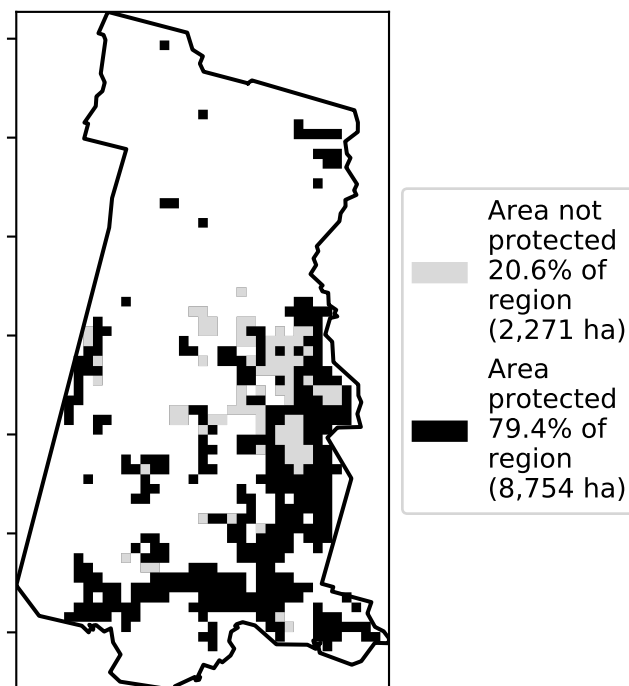 Area not
protected
20.6% of
region
(2,271 ha)
Area
protected
79.4% of
region
(8,754 ha)